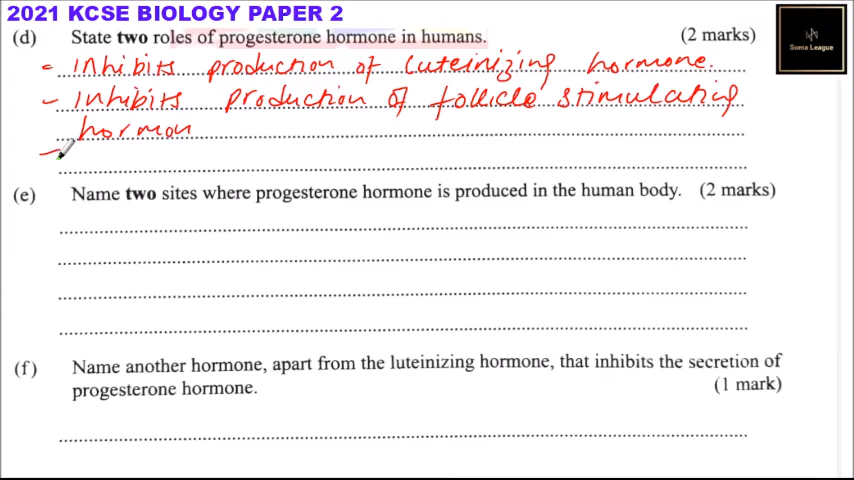 2021 KCSE BIOLOGY PAPER 2
(d) State two roles of progesterone hormone in humans. (2 marks)
Soma League
- Inhibits production of luteinizing hormone.
- Inhibits production of follicle stimulating
hormon
-
(e) Name two sites where progesterone hormone is produced in the human body. (2 marks)
(f) Name another hormone, apart from the luteinizing hormone, that inhibits the secretion of
progesterone hormone. (1 mark)